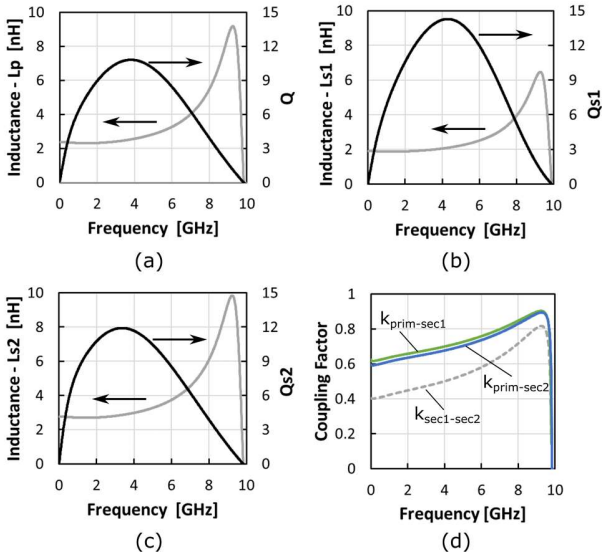 Inductance - Lp [nH]
10
8
6
4
2
0
15
12
9
6
3
0
Q
0 2 4 6 8 10
Frequency [GHz]
(a)
Inductance - Ls1 [nH]
10
8
6
4
2
0
15
12
9
6
3
0
Qs1
0 2 4 6 8 10
Frequency [GHz]
(b)
Inductance - Ls2 [nH]
10
8
6
4
2
0
15
12
9
6
3
0
Qs2
0 2 4 6 8 10
Frequency [GHz]
(c)
Coupling Factor
1
0.8
0.6
0.4
0.2
0
kprim-sec1
kprim-sec2
ksec1-sec2
0 2 4 6 8 10
Frequency [GHz]
(d)